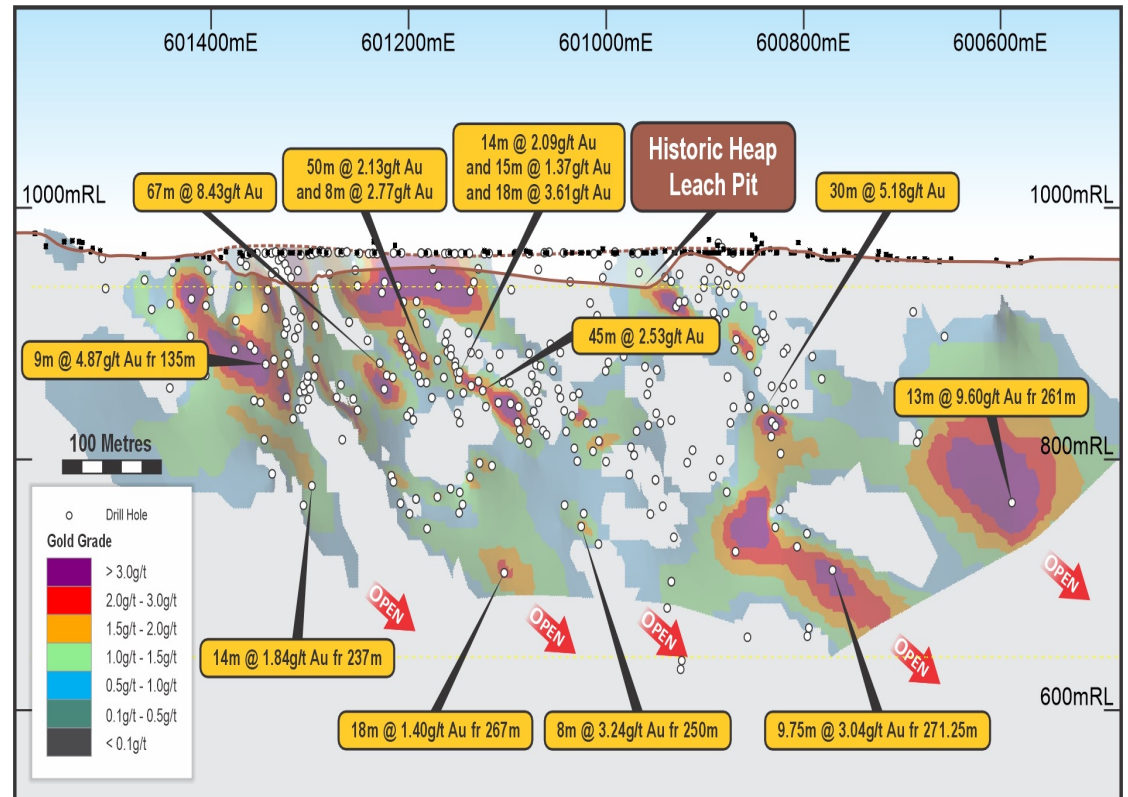 601400mE
601200mE
601000mE
600800mE
600600mE
14m @ 2.09g/t Au
and 15m @ 1.37g/t Au
and 18m @ 3.61g/t Au
Historic Heap
Leach Pit
50m @ 2.13g/t Au
and 8m @ 2.77g/t Au
67m @ 8.43g/t Au
30m @ 5.18g/t Au
1000mRL
1000mRL
45m @ 2.53g/t Au
9m @ 4.87g/t Au fr 135m
13m @ 9.60g/t Au fr 261m
100 Metres
800mRL
Drill Hole
Gold Grade
> 3.0g/t
2.0g/t - 3.0g/t
1.5g/t - 2.0g/t
1.0g/t - 1.5g/t
0.5g/t - 1.0g/t
0.1g/t - 0.5g/t
< 0.1g/t
OPEN
OPEN
OPEN
OPEN
OPEN
14m @ 1.84g/t Au fr 237m
600mRL
18m @ 1.40g/t Au fr 267m
8m @ 3.24g/t Au fr 250m
9.75m @ 3.04g/t Au fr 271.25m